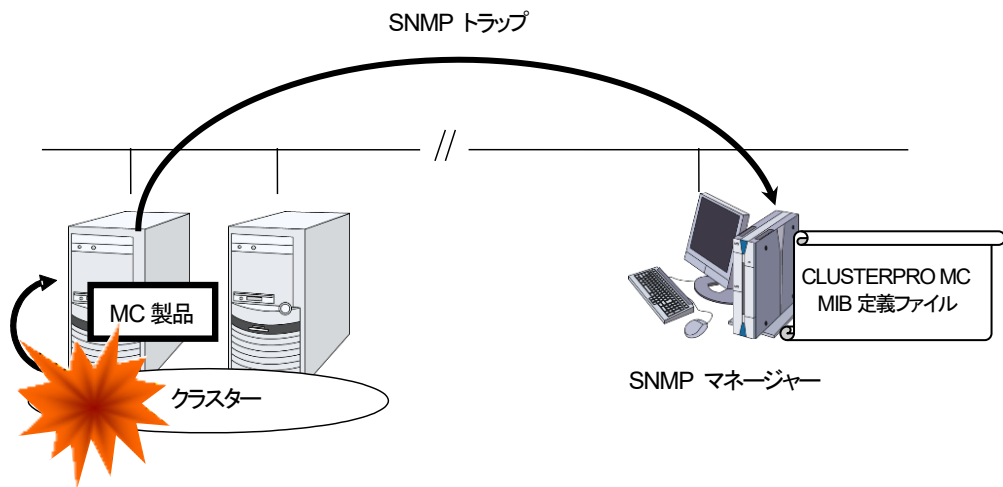 SNMP トラップ
//
MC 製品
クラスター
CLUSTERPRO MC
MIB 定義ファイル
SNMP マネージャー